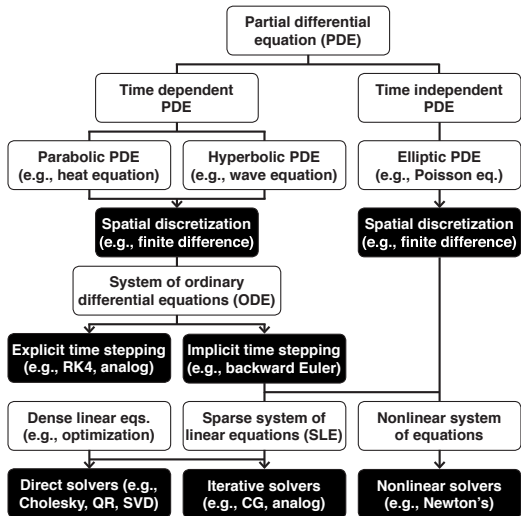 Partial differential
equation (PDE)
Time dependent
PDE
Time independent
PDE
Parabolic PDE
(e.g., heat equation)
Hyperbolic PDE
(e.g., wave equation)
Elliptic PDE
(e.g., Poisson eq.)
Spatial discretization
(e.g., finite difference)
Spatial discretization
(e.g., finite difference)
System of ordinary
differential equations (ODE)
Explicit time stepping
(e.g., RK4, analog)
Implicit time stepping
(e.g., backward Euler)
Dense linear eqs.
(e.g., optimization)
Sparse system of
linear equations (SLE)
Nonlinear system
of equations
Direct solvers (e.g.,
Cholesky, QR, SVD)
Iterative solvers
(e.g., CG, analog)
Nonlinear solvers
(e.g., Newton's)